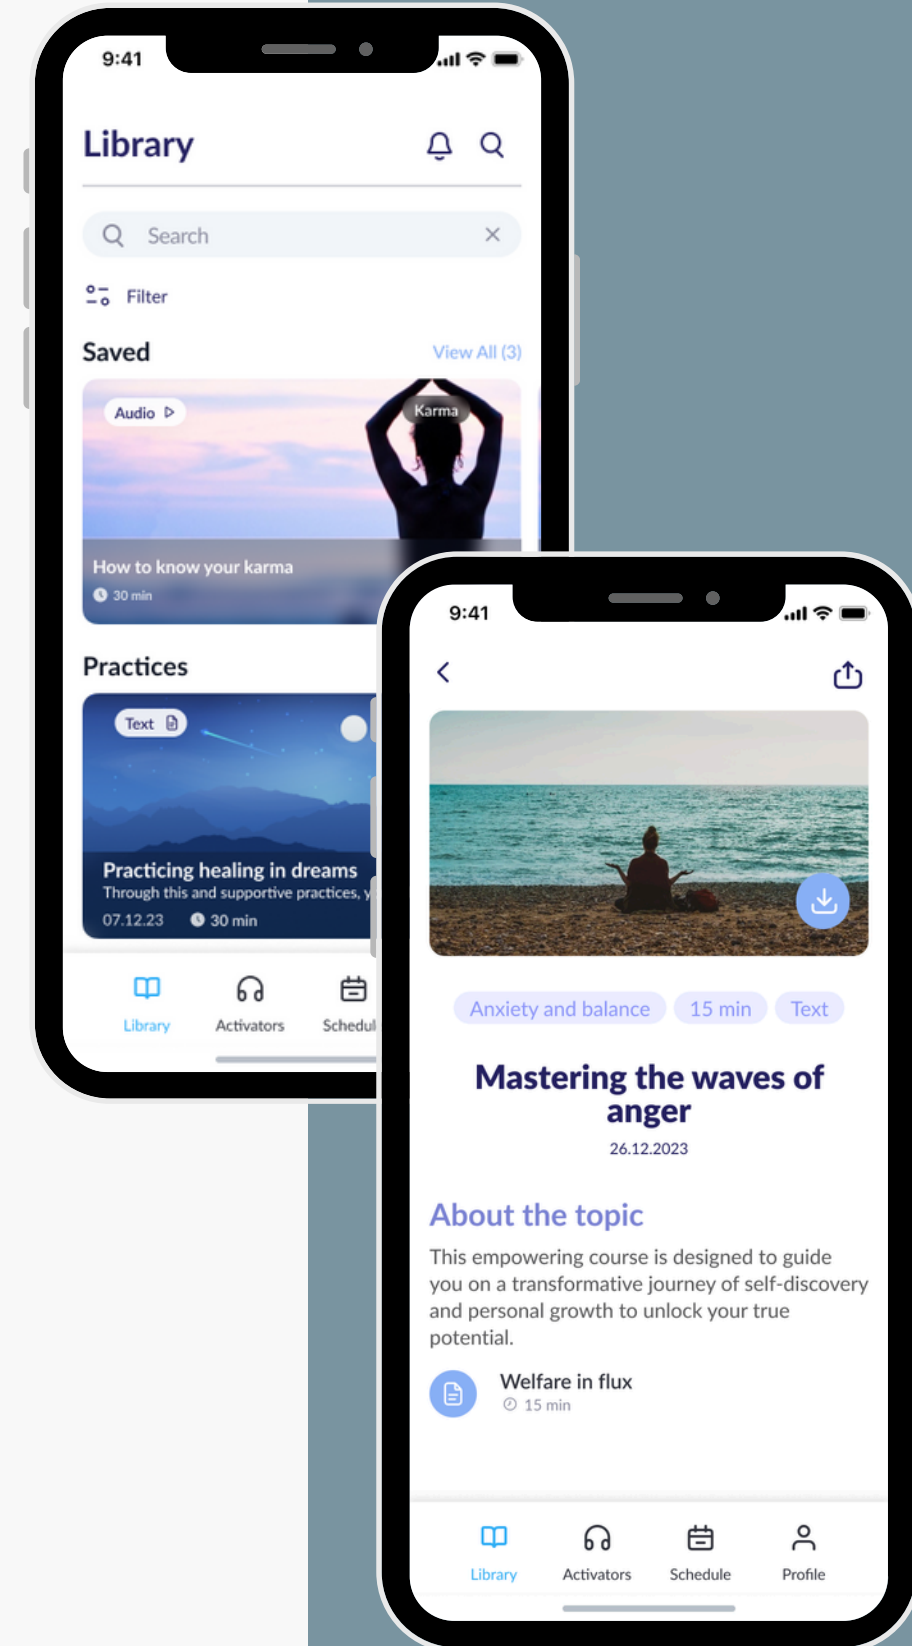 9:41
Library
Search
Filter
Saved
View All (3)
Audio
Karma
How to know your karma
30 min
Practices
Text
Practicing healing in dreams
Through this and supportive practices,
07.12.23 30 min
Library Activators Schedul
9:41
Anxiety and balance 15 min Text
Mastering the waves of
anger
26.12.2023
About the topic
This empowering course is designed to guide
you on a transformative journey of self-discovery
and personal growth to unlock your true
potential.
Welfare in flux
15 min
Library Activators Schedule Profile